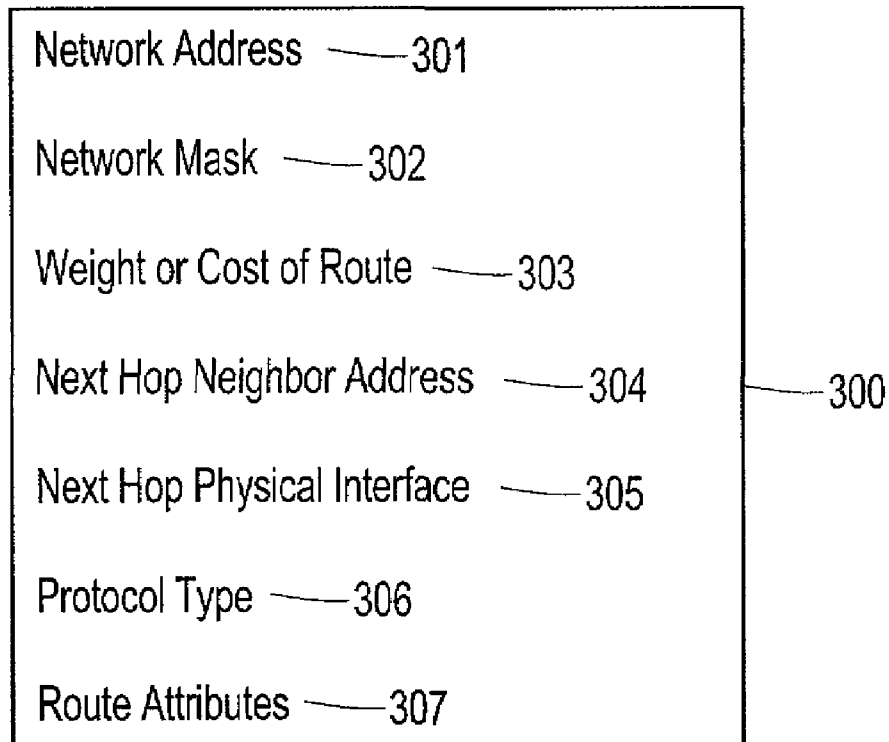 Network Address 301
Network Mask 302
Weight or Cost of Route 303
Next Hop Neighbor Address 304
300
Next Hop Physical Interface 305
Protocol Type 306
Route Attributes 307